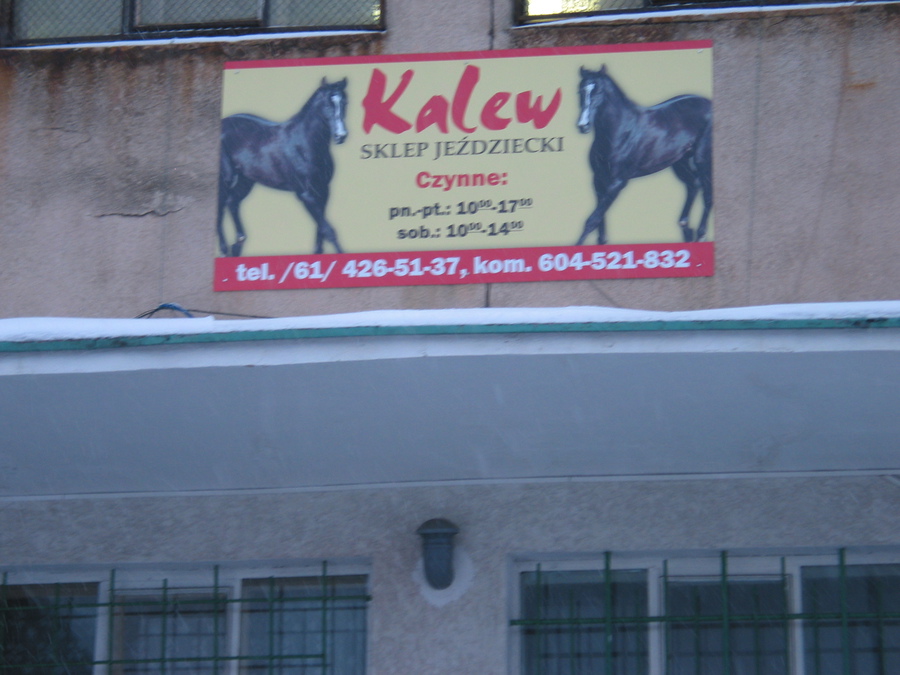 Kalew
SKLEP JEŹDZIECKI
Czynne:
pn.-pt.: 10⁰⁰-17⁰⁰
sob.: 10⁰⁰-14⁰⁰
tel. /61/ 426-51-37, kom. 604-521-832